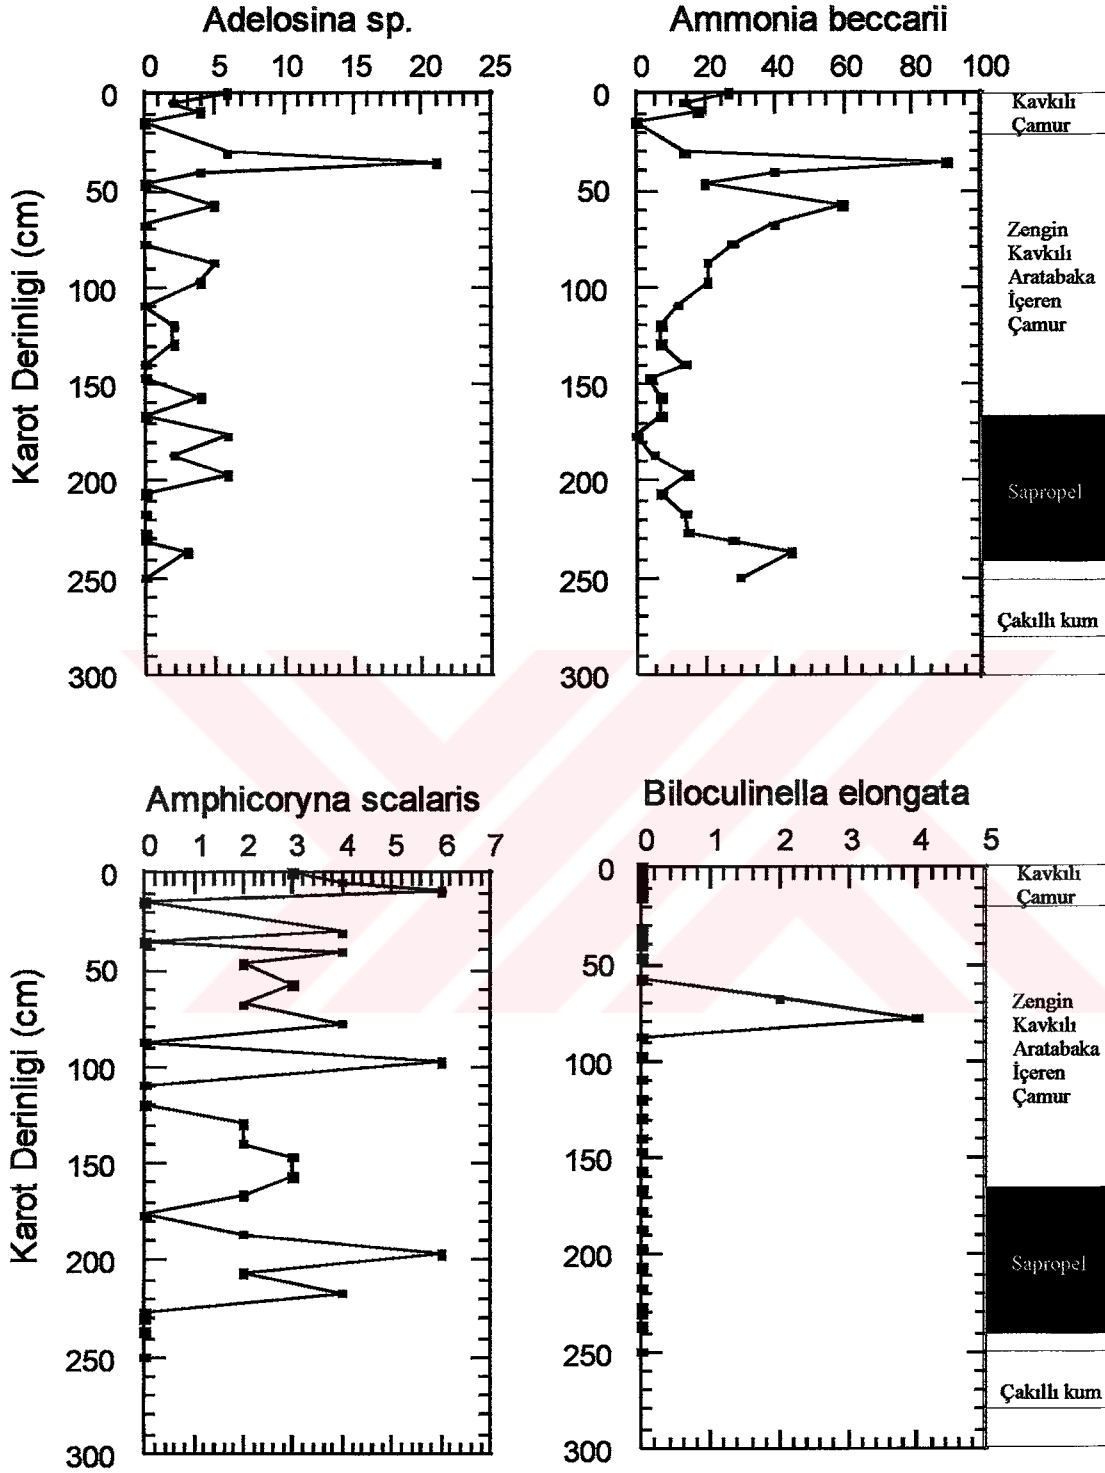 Adelosina sp.
0 5 10 15 20 25
0
50
100
150
200
250
300
Karot Derinligi (cm)
Ammonia beccarii
0 20 40 60 80 100
0
50
100
150
200
250
300
Kavkılı
Çamur
Zengin
Kavkılı
Aratabaka
İçeren
Çamur
Sapropel
Çakıllı kum
Amphicoryna scalaris
0 1 2 3 4 5 6 7
0
50
100
150
200
250
300
Karot Derinligi (cm)
Biloculinella elongata
0 1 2 3 4 5
0
50
100
150
200
250
300
Kavkılı
Çamur
Zengin
Kavkılı
Aratabaka
İçeren
Çamur
Sapropel
Çakıllı kum